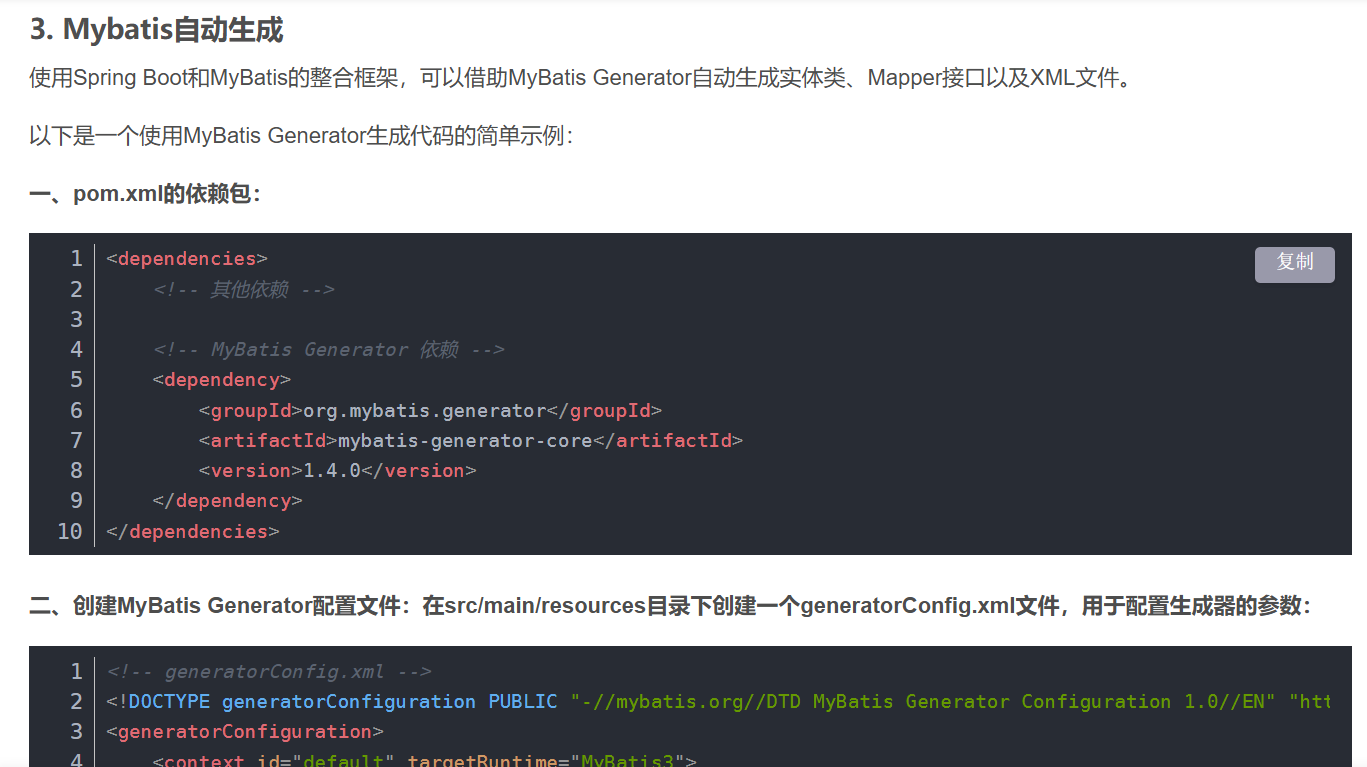 3. Mybatis自动生成
使用Spring Boot和MyBatis的整合框架，可以借助MyBatis Generator自动生成实体类、Mapper接口以及XML文件。
以下是一个使用MyBatis Generator生成代码的简单示例：
一、pom.xml的依赖包：
复制
1 <dependencies>
2 <!-- 其他依赖 -->
3
4 <!-- MyBatis Generator 依赖 -->
5 <dependency>
6 <groupId>org.mybatis.generator</groupId>
7 <artifactId>mybatis-generator-core</artifactId>
8 <version>1.4.0</version>
9 </dependency>
10 </dependencies>
二、创建MyBatis Generator配置文件：在src/main/resources目录下创建一个generatorConfig.xml文件，用于配置生成器的参数：
1 <!-- generatorConfig.xml -->
2 <!DOCTYPE generatorConfiguration PUBLIC "-//mybatis.org//DTD MyBatis Generator Configuration 1.0//EN" "htt
3 <generatorConfiguration>
4 <context id="default" targetRuntime="MyBatis3">